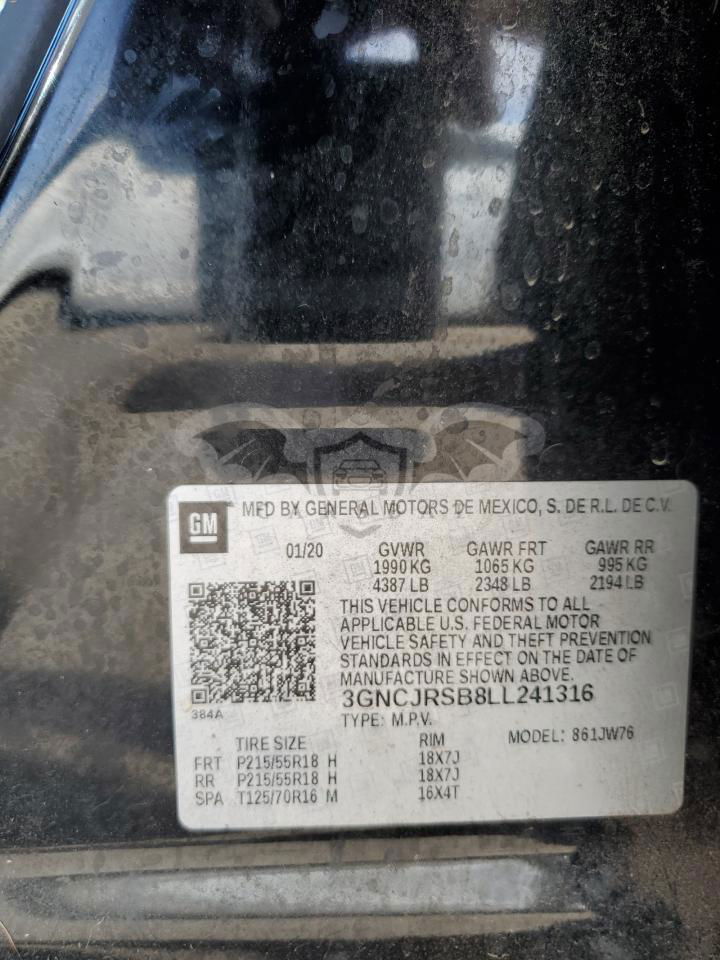 GM
MFD BY GENERAL MOTORS DE MEXICO, S. DE R.L. DE C.V.
01/20 GVWR GAWR FRT GAWR RR
1990 KG 1065 KG 995 KG
4387 LB 2348 LB 2194 LB
THIS VEHICLE CONFORMS TO ALL
APPLICABLE U.S. FEDERAL MOTOR
VEHICLE SAFETY AND THEFT PREVENTION
STANDARDS IN EFFECT ON THE DATE OF
MANUFACTURE SHOWN ABOVE.
3GNCJRSB8LL241316
384A
TYPE: M.P.V.
MODEL: 861JW76
TIRE SIZE RIM
FRT P215/55R18 H 18X7J
RR P215/55R18 H 18X7J
SPA T125/70R16 M 16X4T